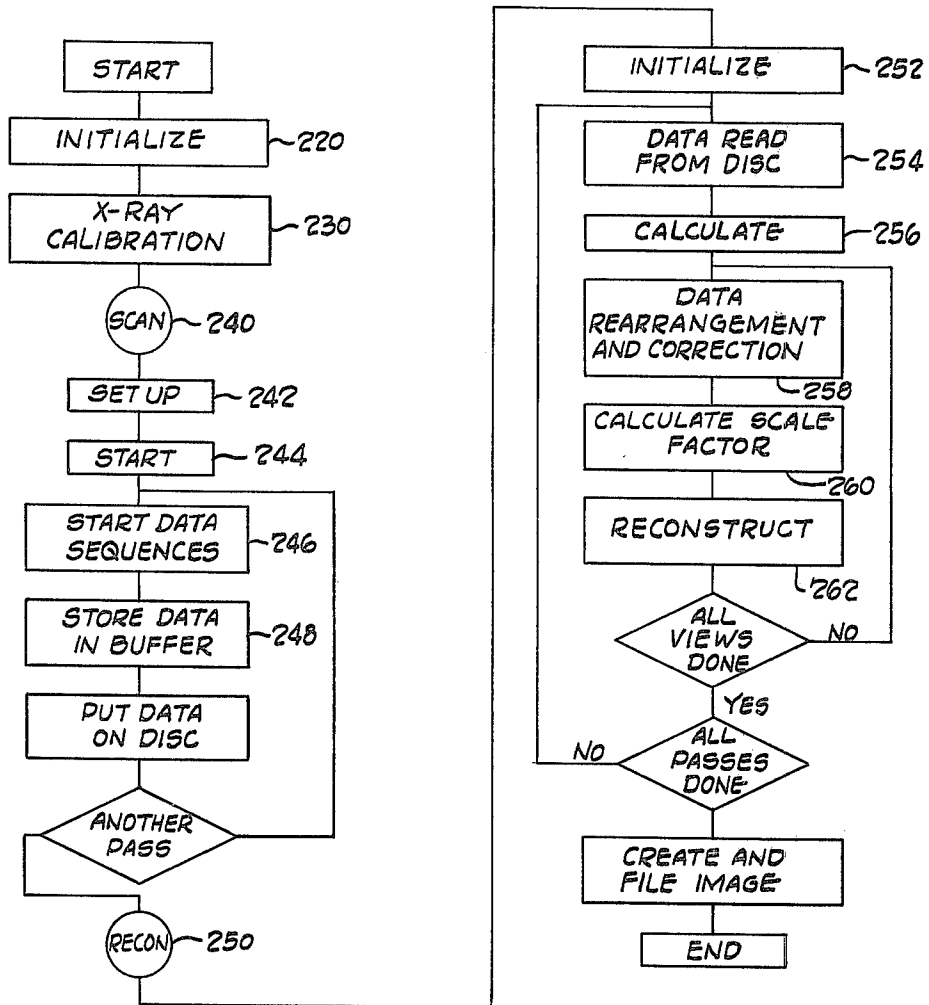 START
INITIALIZE
220
X-RAY
CALIBRATION
230
SCAN
240
SET UP
242
START
244
START DATA
SEQUENCES
246
STORE DATA
IN BUFFER
248
PUT DATA
ON DISC
ANOTHER
PASS
RECON
250
INITIALIZE
252
DATA READ
FROM DISC
254
CALCULATE
256
DATA
REARRANGEMENT
AND CORRECTION
258
CALCULATE SCALE
FACTOR
260
RECONSTRUCT
262
ALL
VIEWS
DONE
NO
YES
ALL
PASSES
DONE
NO
CREATE AND
FILE IMAGE
END